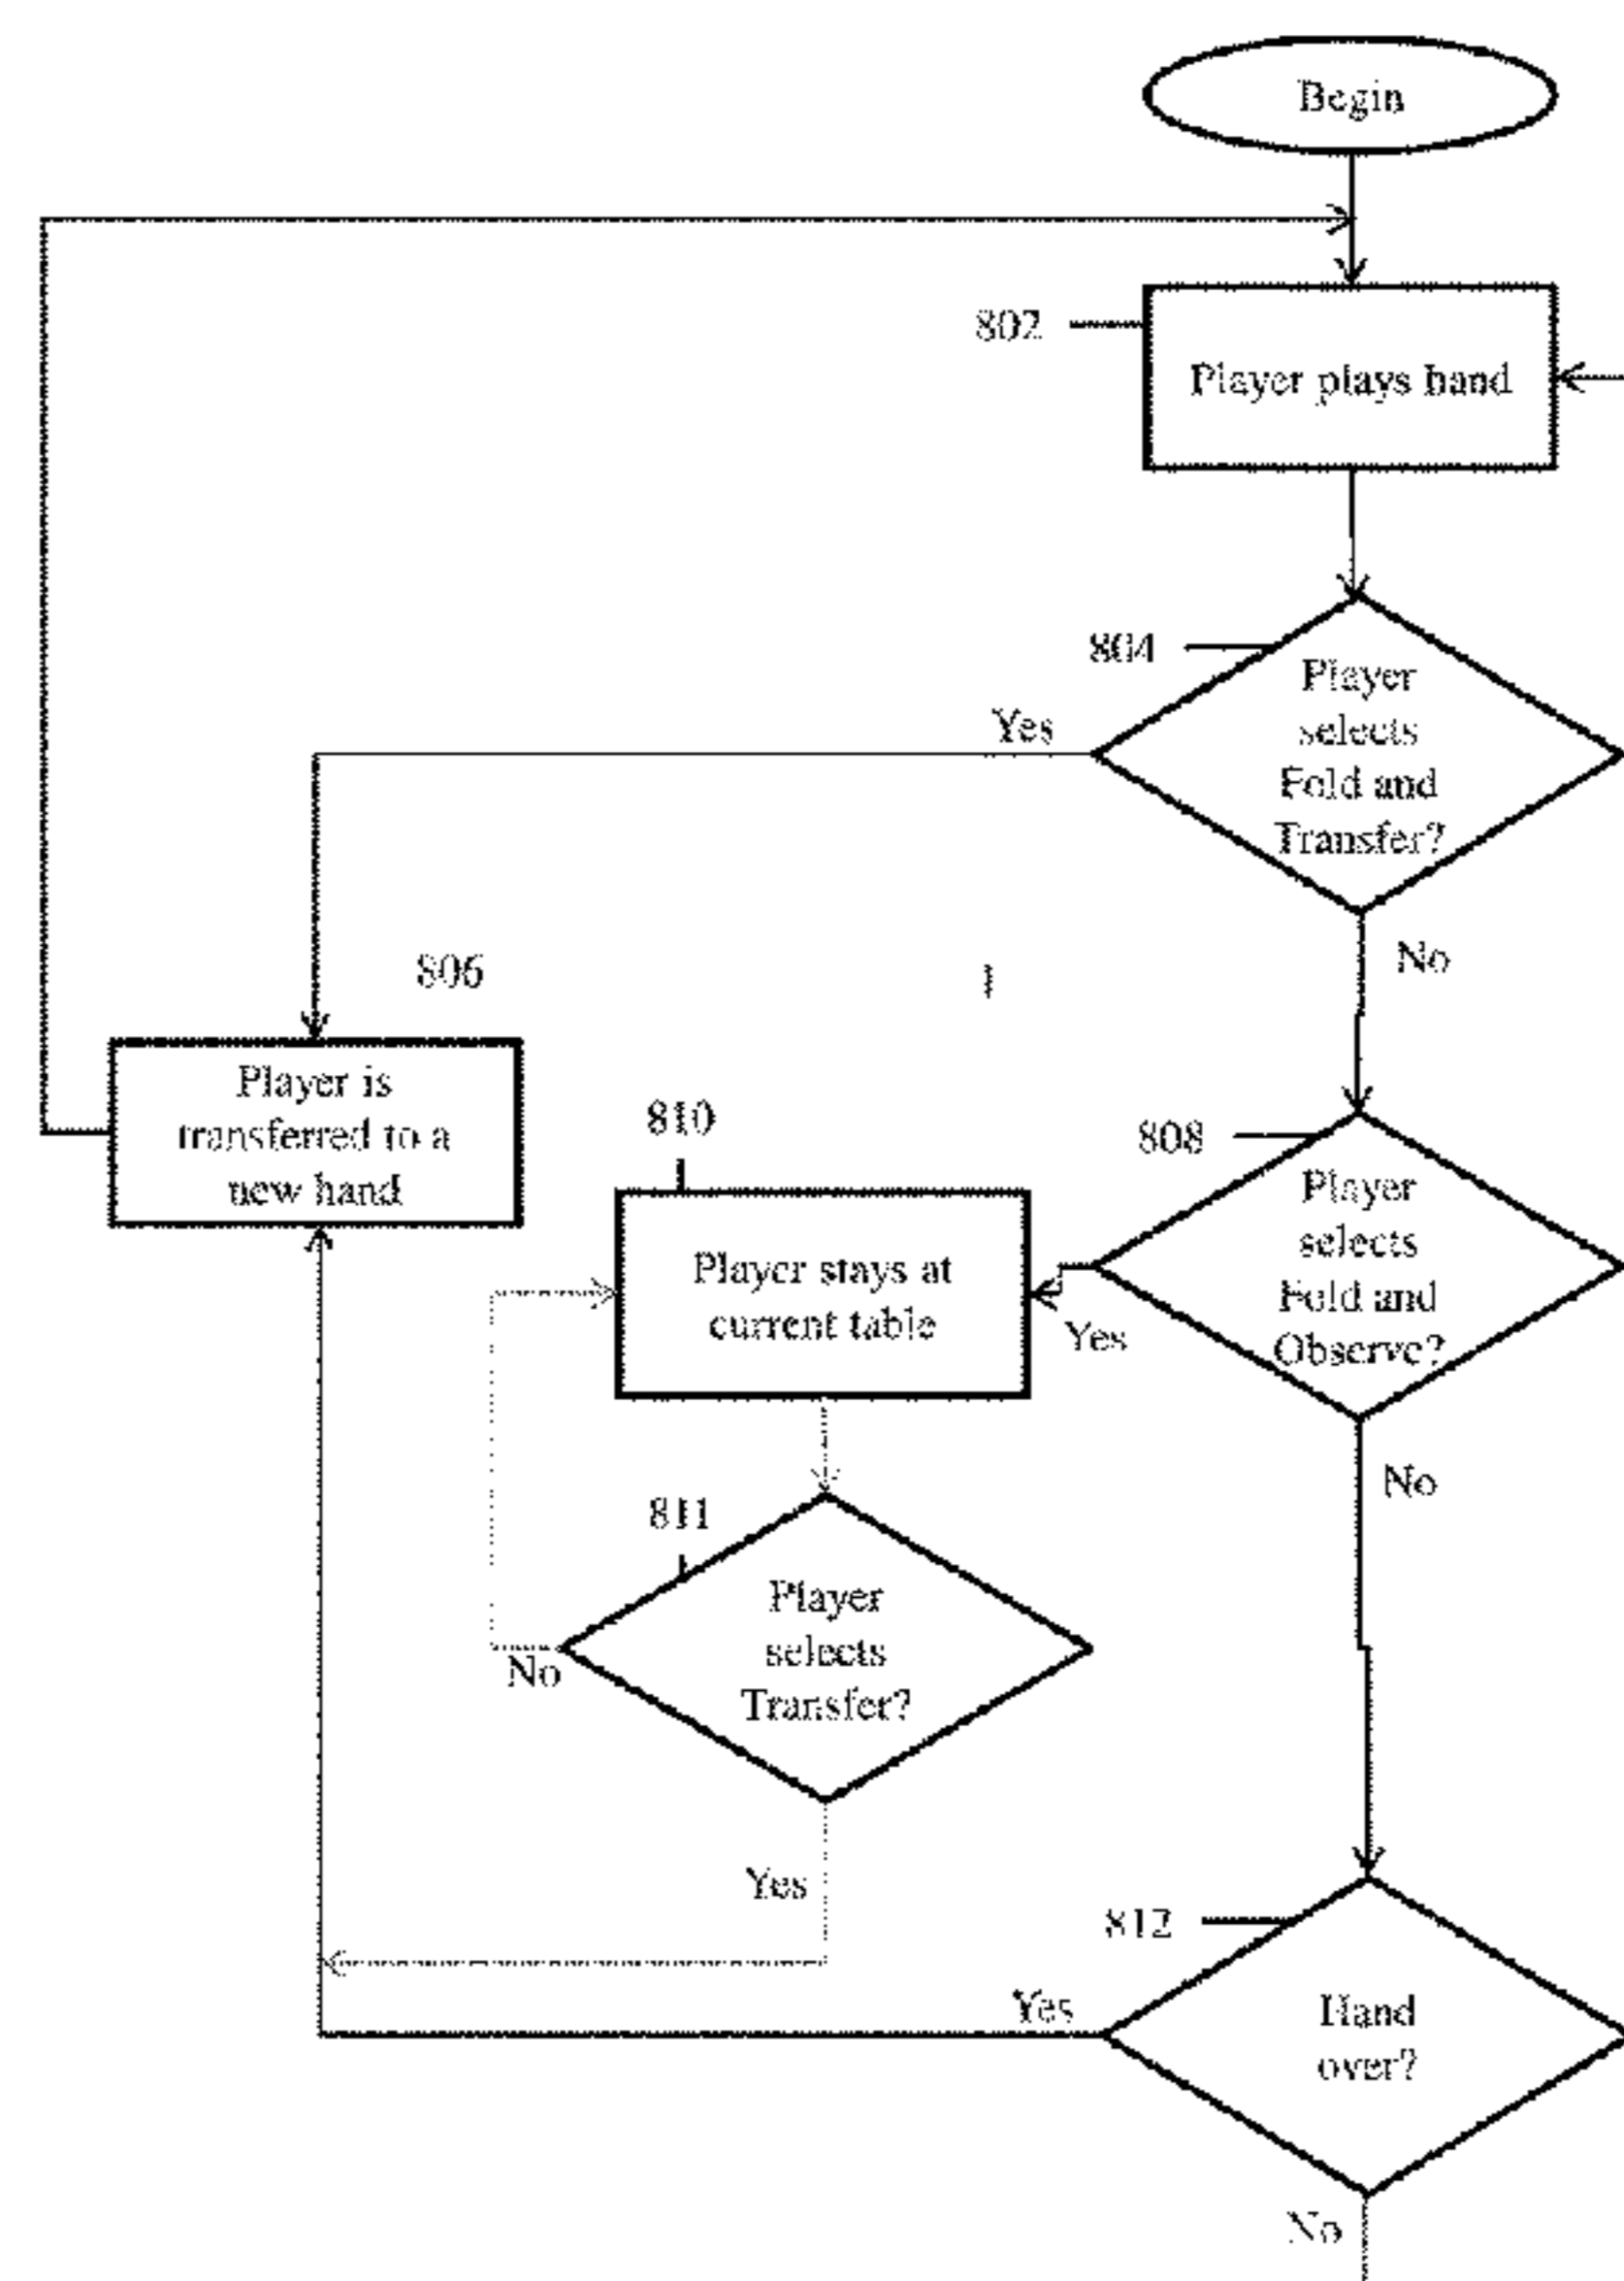 Begin
802
Player plays hand
804
Player
selects
Fold and
Transfer?
Yes
No
806
Player is
transferred to a
new hand
810
Player stays at
current table
808
Player
selects
Fold and
Observe?
Yes
No
811
Player
selects
Transfer?
No
Yes
812
Hand
over?
Yes
No